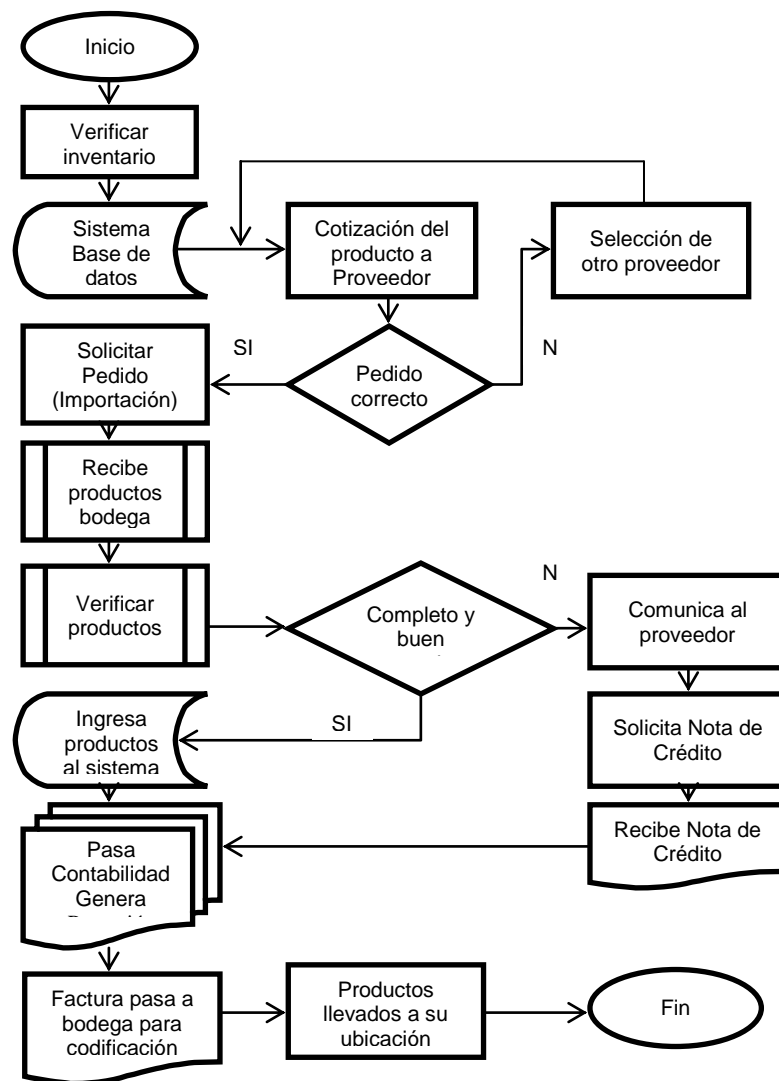 Inicio
Verificar
inventario
Sistema
Base de
datos
Cotización del
producto a
Proveedor
Selección de
otro proveedor
Solicitar
Pedido
(Importación)
SI
Pedido
correcto
N
Recibe
productos
bodega
Verificar
productos
Completo y
buen
N
Comunica al
proveedor
Ingresa
productos
al sistema
SI
Solicita Nota de
Crédito
Pasa
Contabilidad
Genera
Recibe Nota de
Crédito
Factura pasa a
bodega para
codificación
Productos
llevados a su
ubicación
Fin